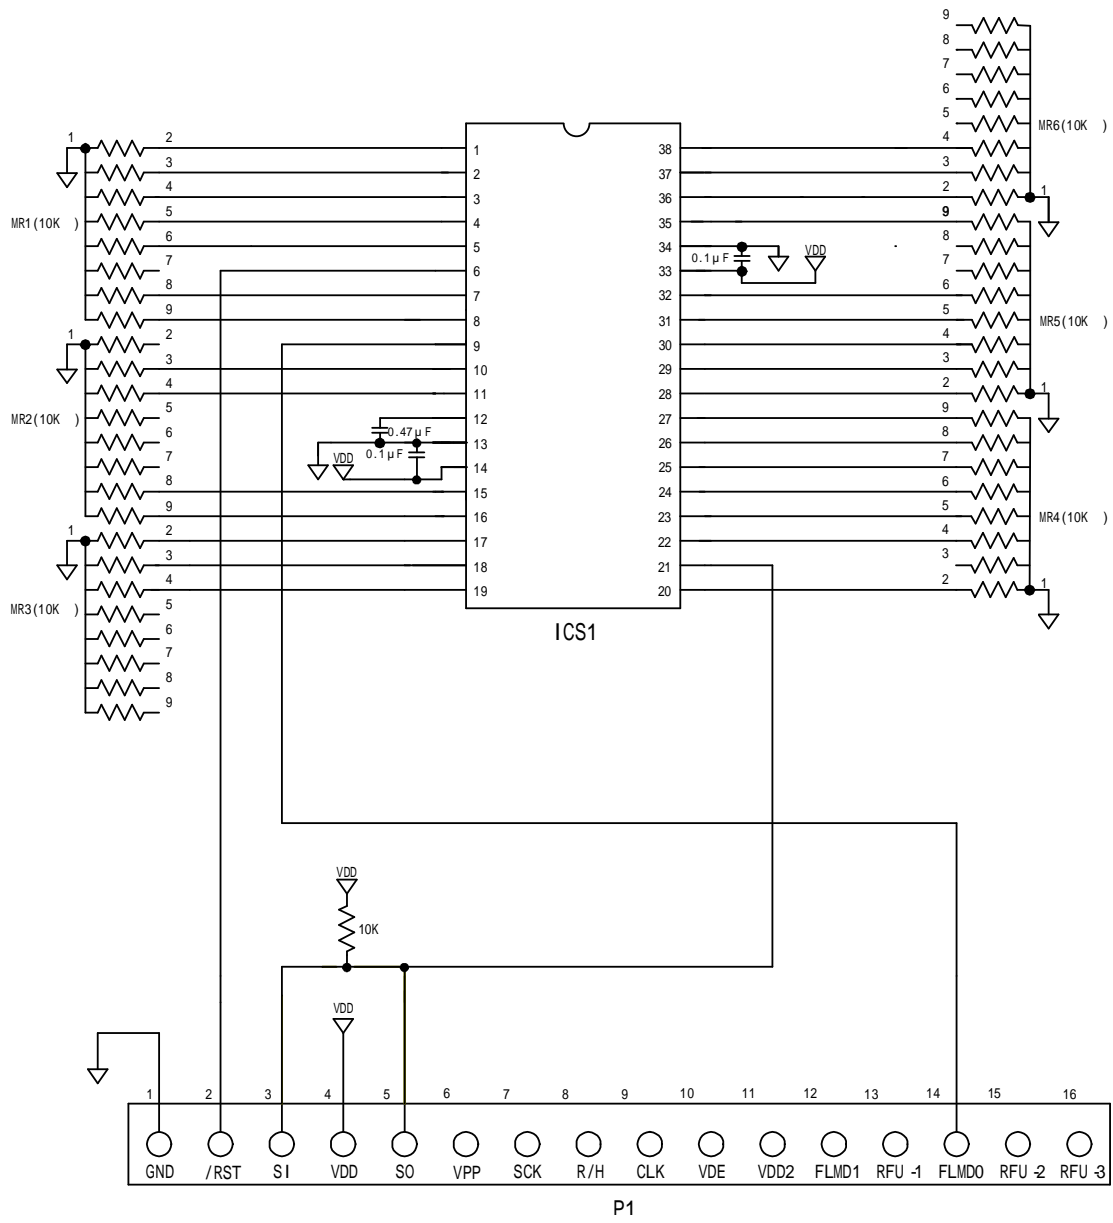 9
8
7
6
5
MR6(10K )
1 2 1 38 4
3 2 37 3
4 3 36 2 1
MR1(10K ) 5 4 35 9
6 5 34 8
0.1µF VDD
7 6 33 7
8 7 32 6
9 8 31 5 MR5(10K )
1 2 9 30 4
3 10 29 3
4 11 28 2 1
MR2(10K ) 5 12 27 9
0.47µF
6 13 26 8
0.1µF
VDD
7 14 25 7
8 15 24 6
9 16 23 5 MR4(10K )
1 2 17 22 4
3 18 21 3
4 19 20 2 1
MR3(10K ) 5
ICS1
6
7
8
9
VDD
10K
VDD
1 2 3 4 5 6 7 8 9 10 11 12 13 14 15 16
GND /RST SI VDD SO VPP SCK R/H CLK VDE VDD2 FLMD1 RFU -1 FLMD0 RFU -2 RFU -3
P1